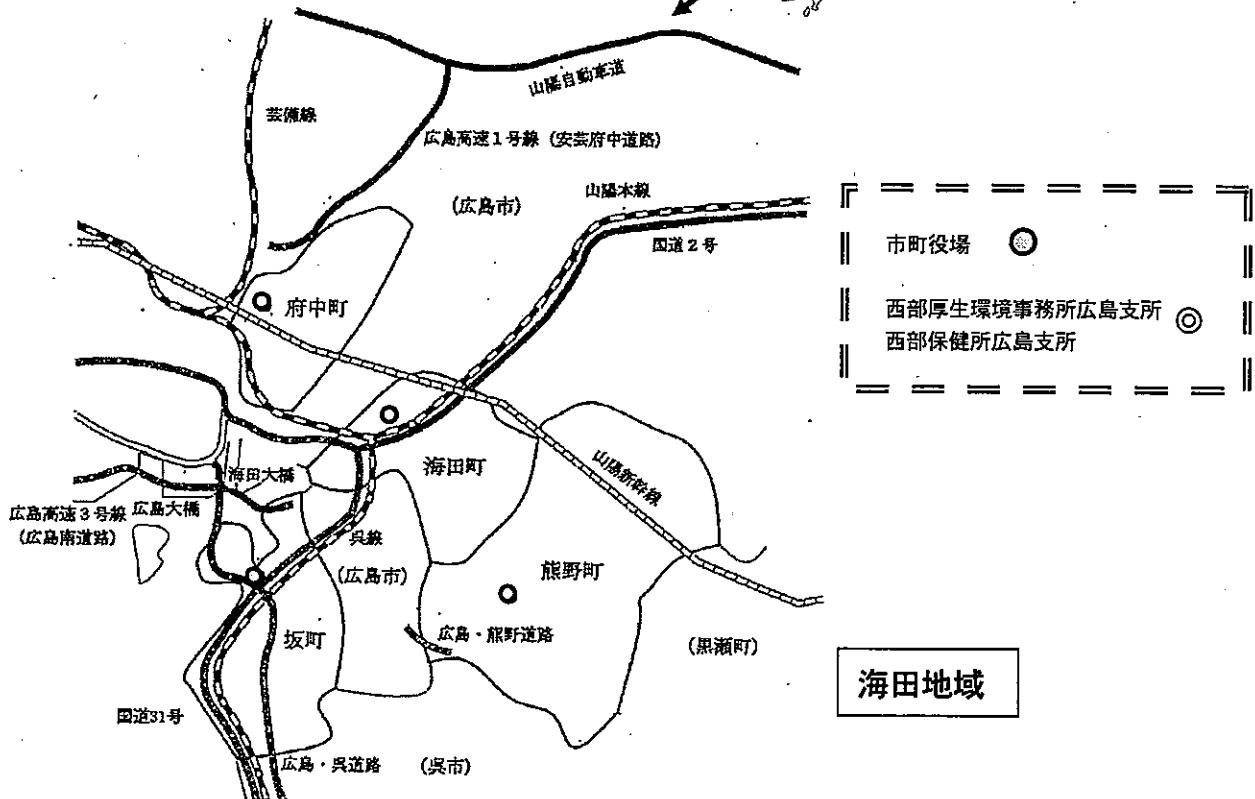 山陽自動車道
芸備線
広島高速1号線（安芸府中道路）
（広島市）
山陽本線
国道2号
市町役場
西部厚生環境事務所広島支所
西部保健所広島支所
府中町
海田町
山陽新幹線
海田大橋
広島大橋
広島高速3号線
（広島南道路）
呉線
（広島市）
熊野町
坂町
広島・熊野道路
（黒瀬町）
海田地域
国道31号
広島・呉道路
（呉市）